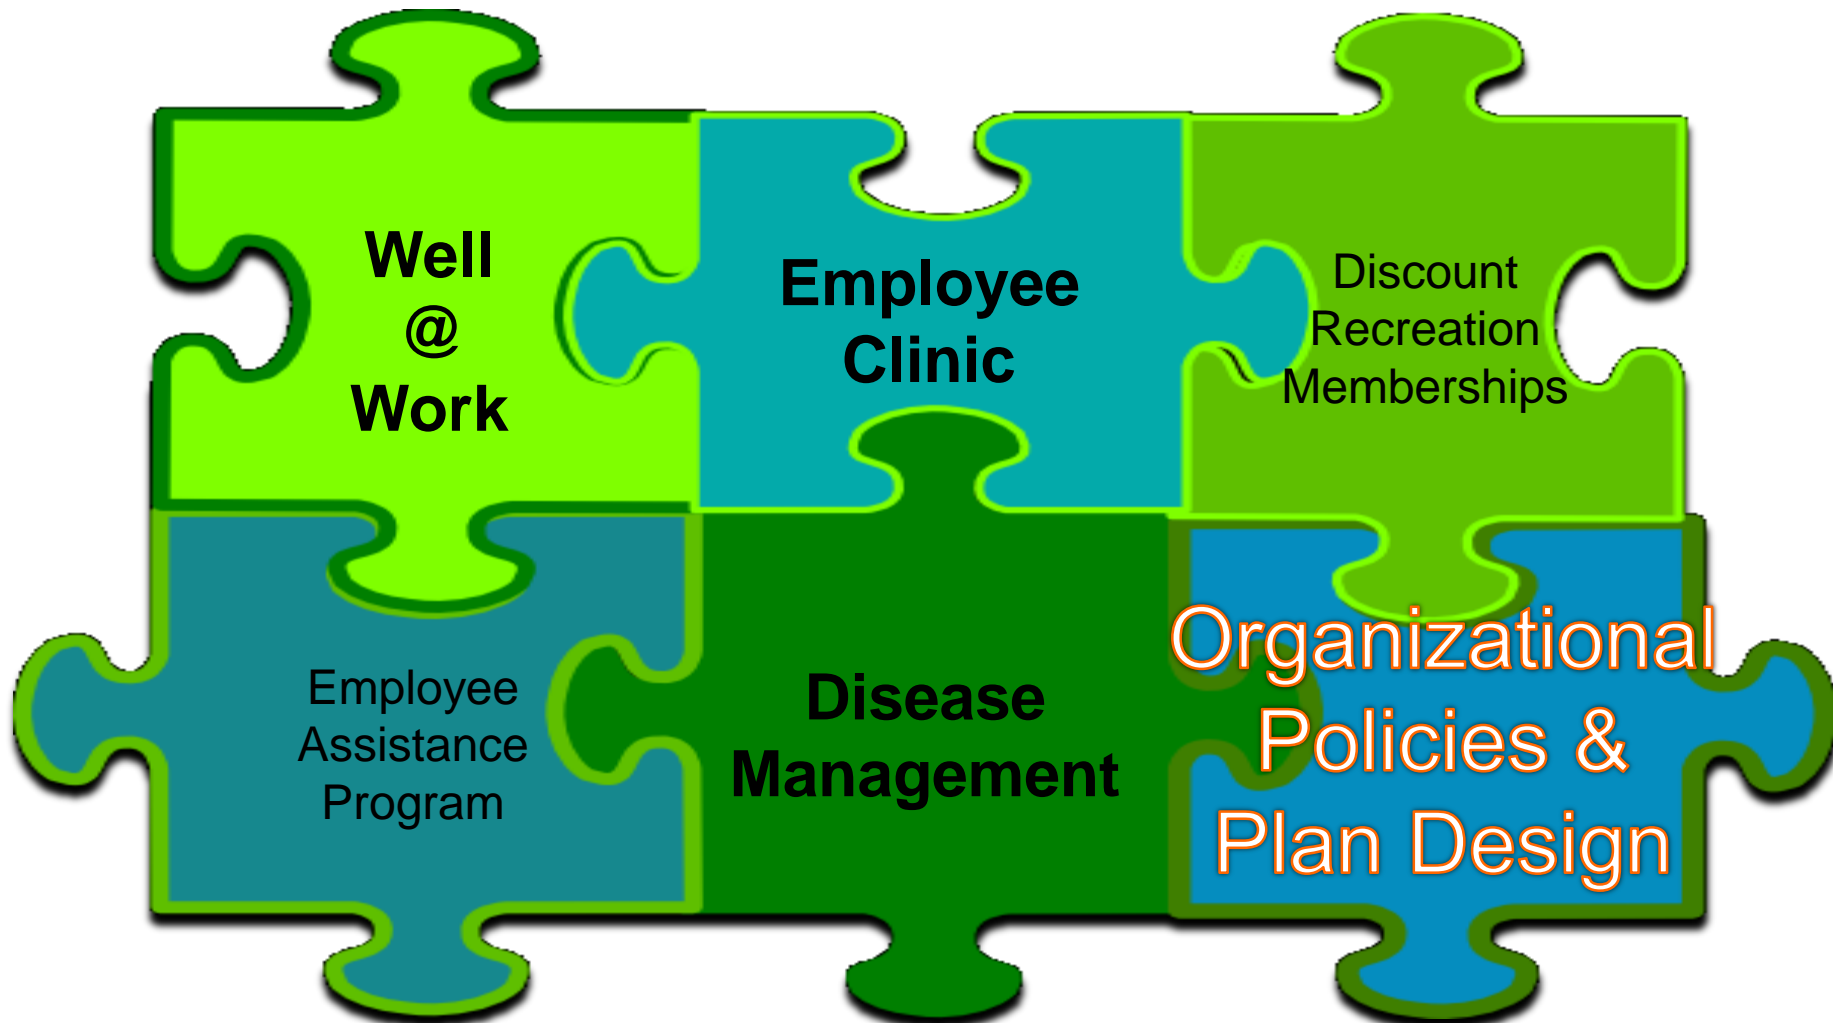 Well
@
Work
Employee
Clinic
Discount
Recreation
Memberships
Employee
Assistance
Program
Disease
Management
Organizational
Policies &
Plan Design